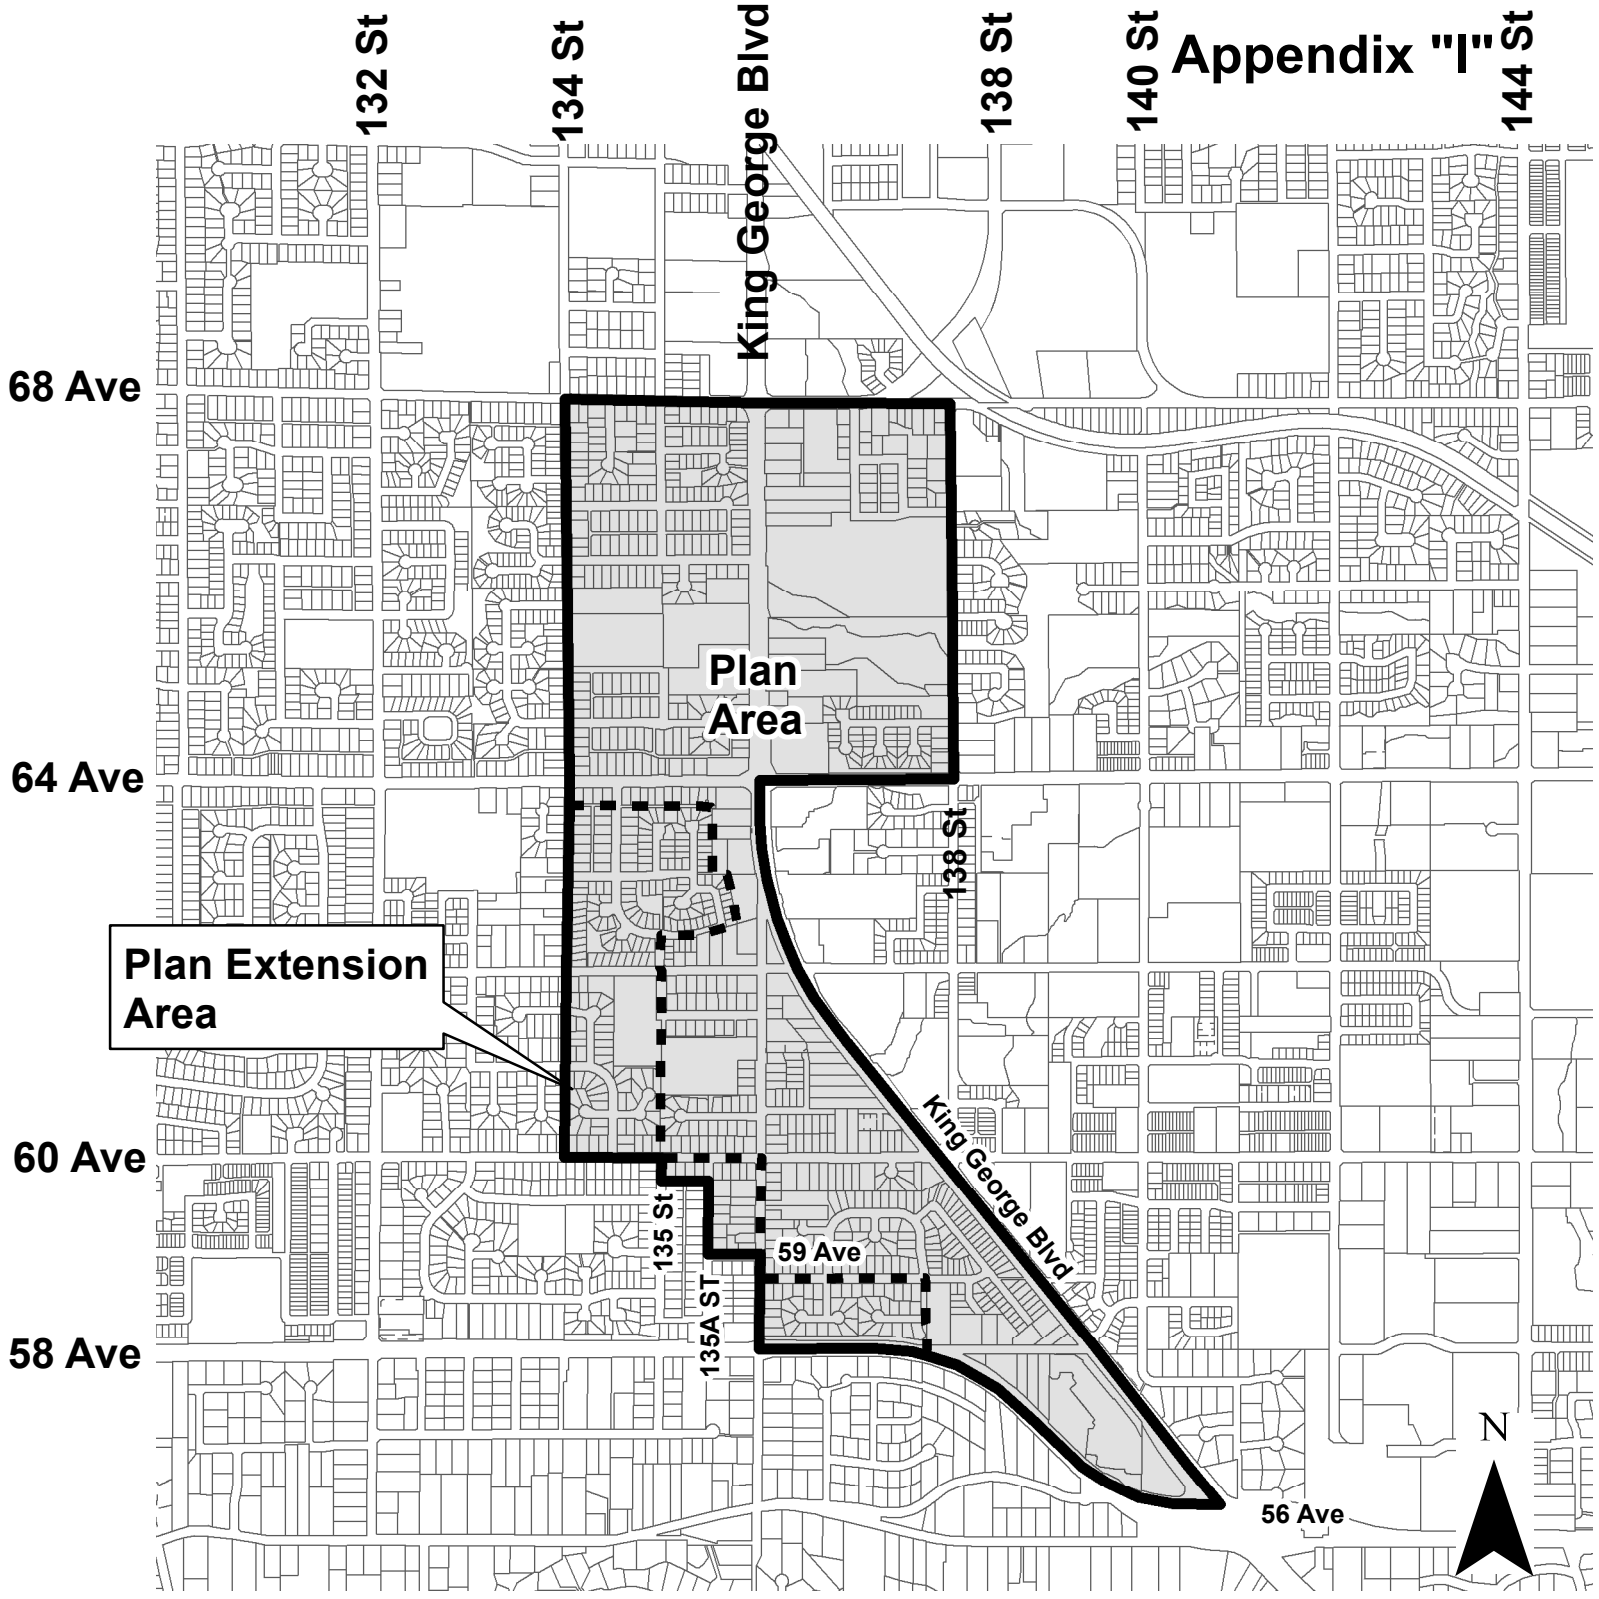 132 St
134 St
King George Blvd
138 St
140 St
Appendix "I"
144 St
68 Ave
Plan
Area
64 Ave
138 St
Plan Extension
Area
King George Blvd
60 Ave
135 St
59 Ave
135A ST
58 Ave
N
56 Ave